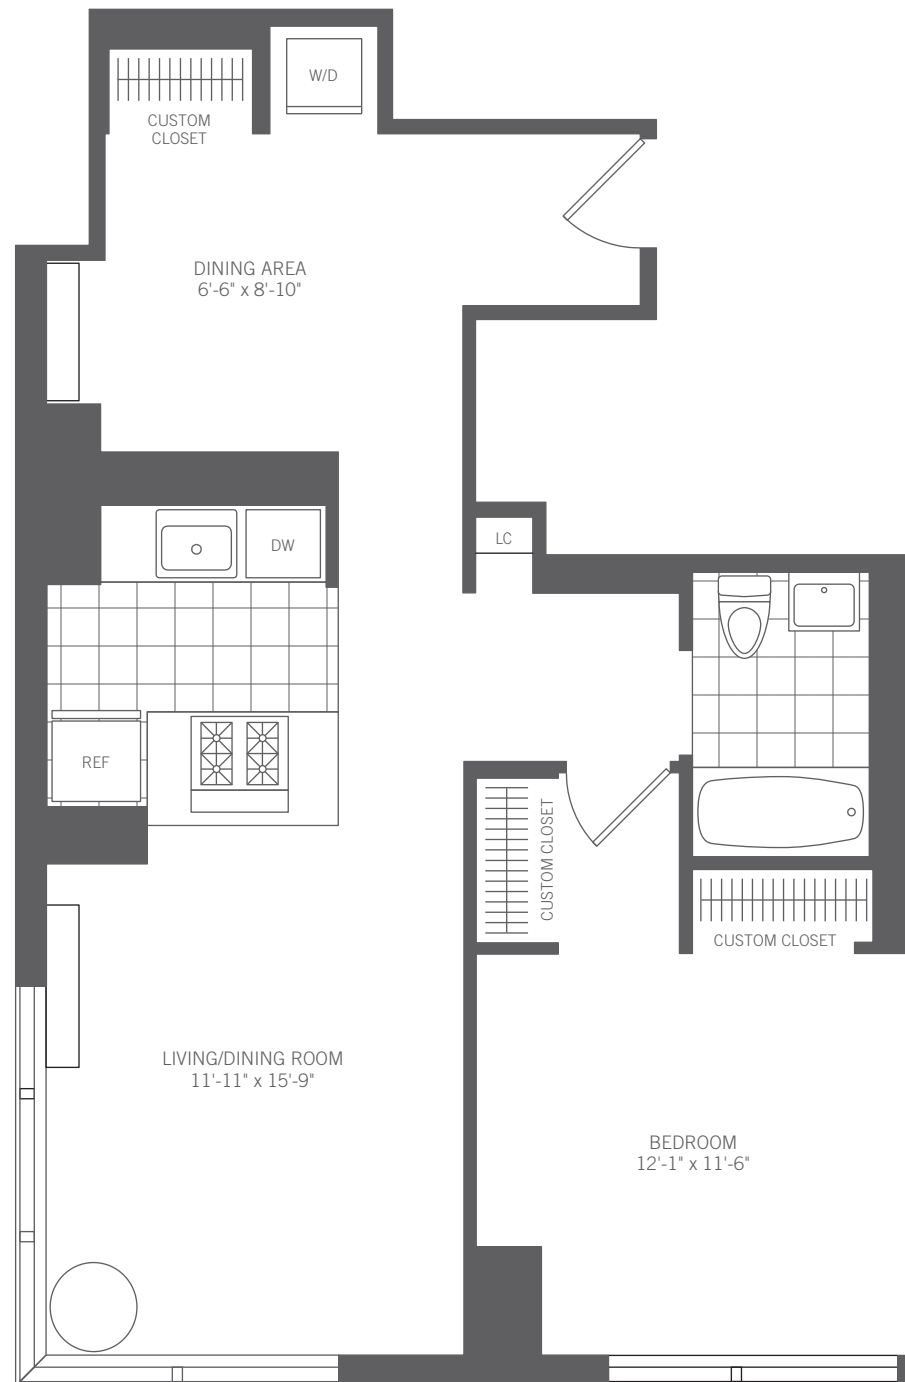 W/D
CUSTOM
CLOSET
DINING AREA
6'-6" x 8'-10"
LC
DW
REF
CUSTOM CLOSET
CUSTOM CLOSET
LIVING/DINING ROOM
11'-11" x 15'-9"
BEDROOM
12'-1" x 11'-6"